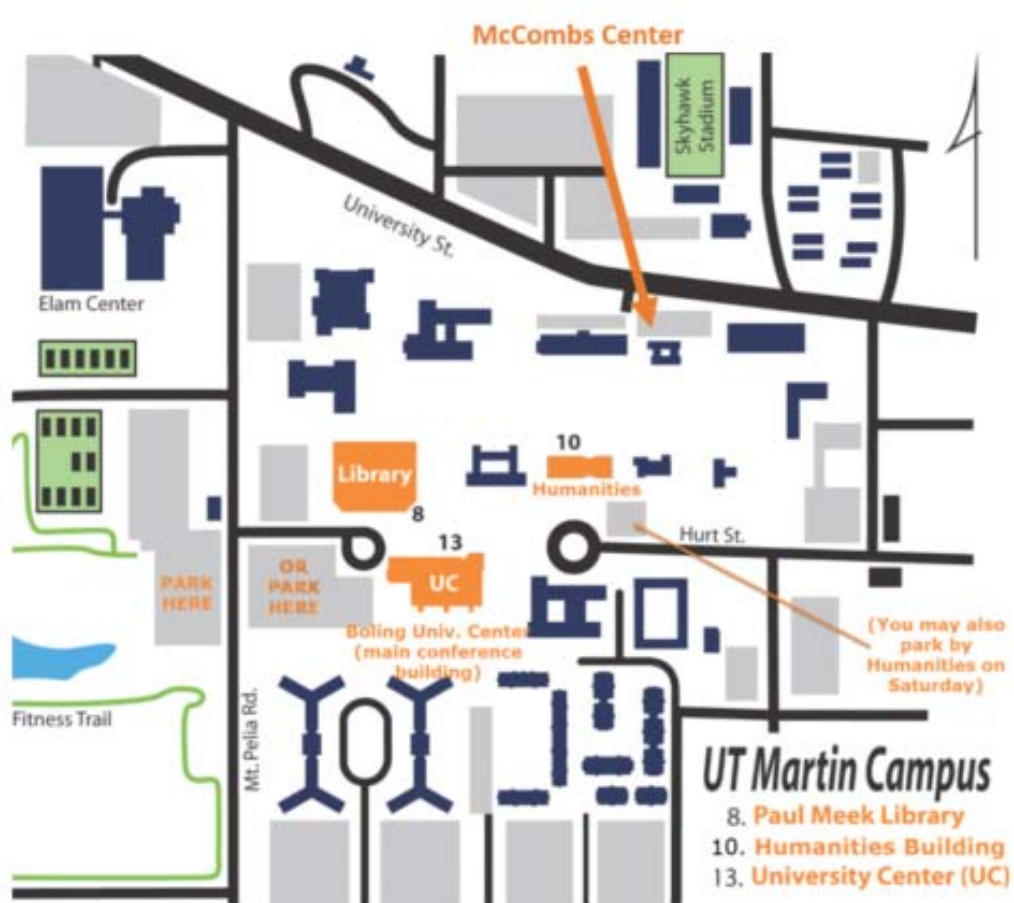 McCombs Center
Skyhawk
Stadium
University St.
Elam Center
10
Library
Humanities
8
Hurt St.
13
OR
PARK
HERE
PARK
HERE
UC
(You may also
park by
Humanities on
Saturday)
Boling Univ. Center
(main conference
building)
Fitness Trail
Mt. Pelia Rd.
UT Martin Campus
8. Paul Meek Library
10. Humanities Building
13. University Center (UC)